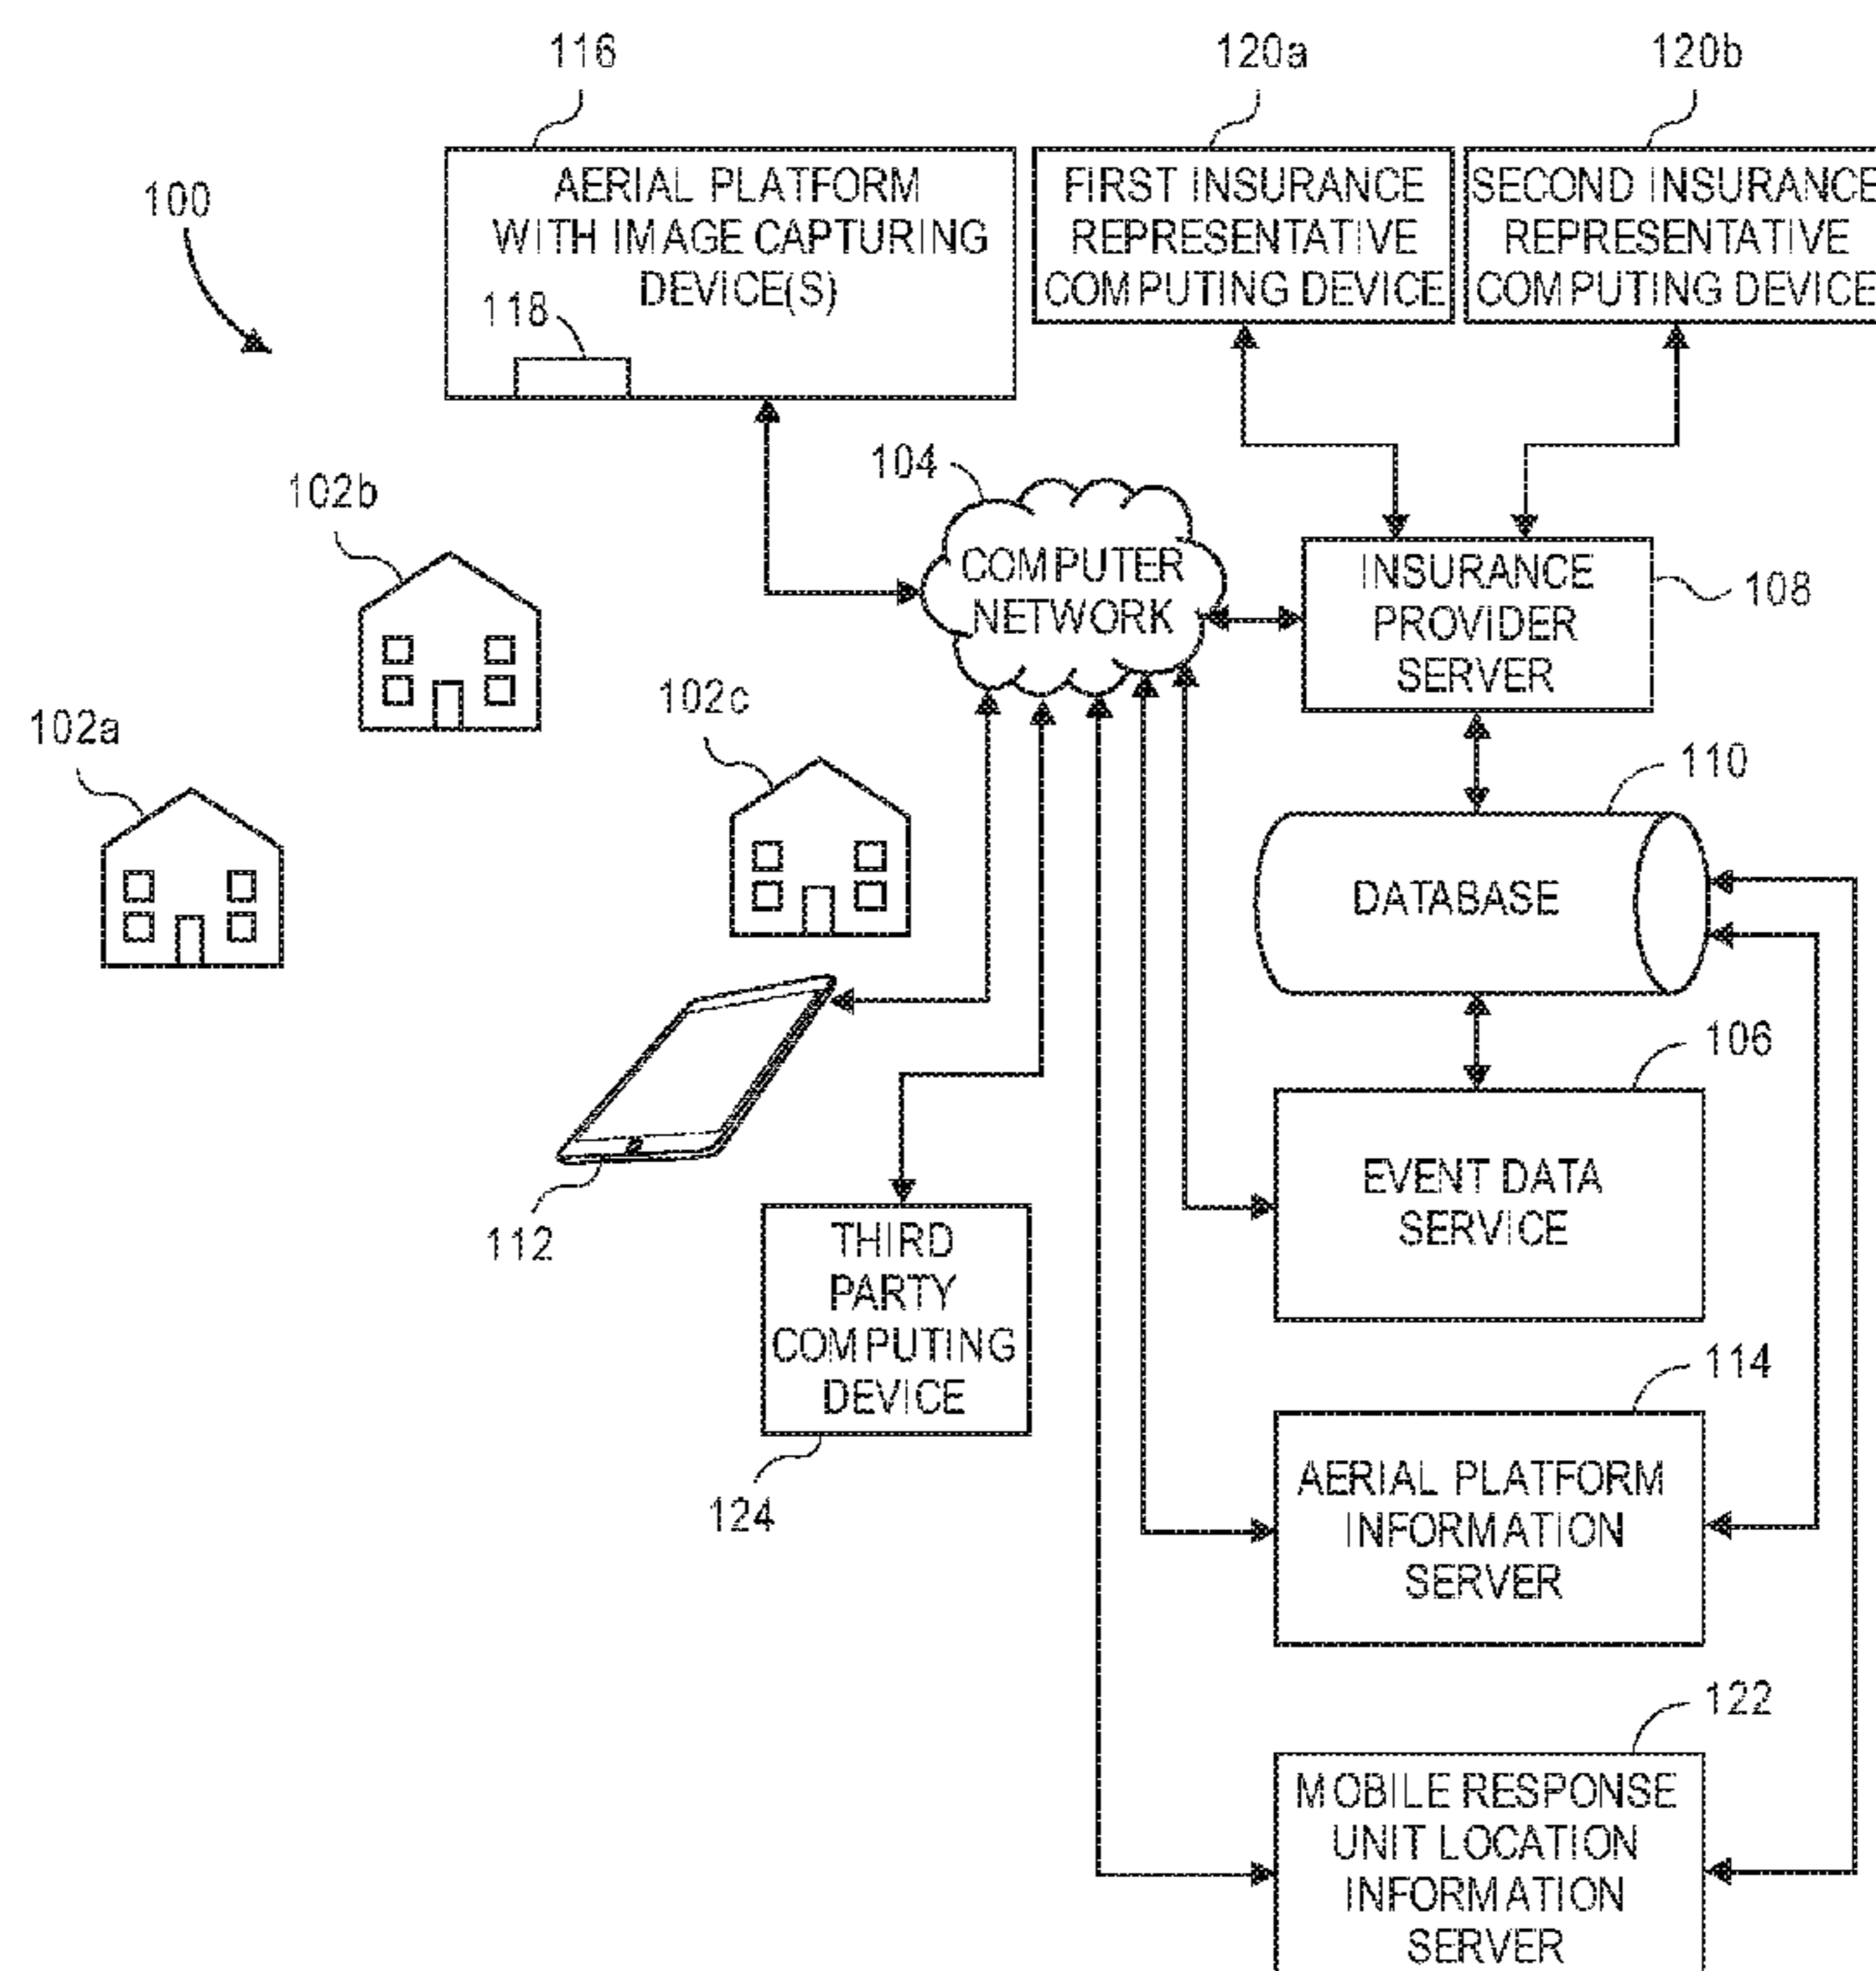 116
120a
120b
100
AERIAL PLATFORM
WITH IMAGE CAPTURING
DEVICE(S)
118
FIRST INSURANCE
REPRESENTATIVE
COMPUTING DEVICE
SECOND INSURANCE
REPRESENTATIVE
COMPUTING DEVICE
104
102b
COMPUTER
NETWORK
INSURANCE
PROVIDER
SERVER
108
102c
102a
110
DATABASE
106
EVENT DATA
SERVICE
112
THIRD
PARTY
COMPUTING
DEVICE
124
114
AERIAL PLATFORM
INFORMATION
SERVER
122
MOBILE RESPONSE
UNIT LOCATION
INFORMATION
SERVER